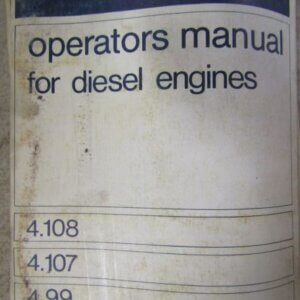 operators manual
for diesel engines
4.108
4.107
4.99